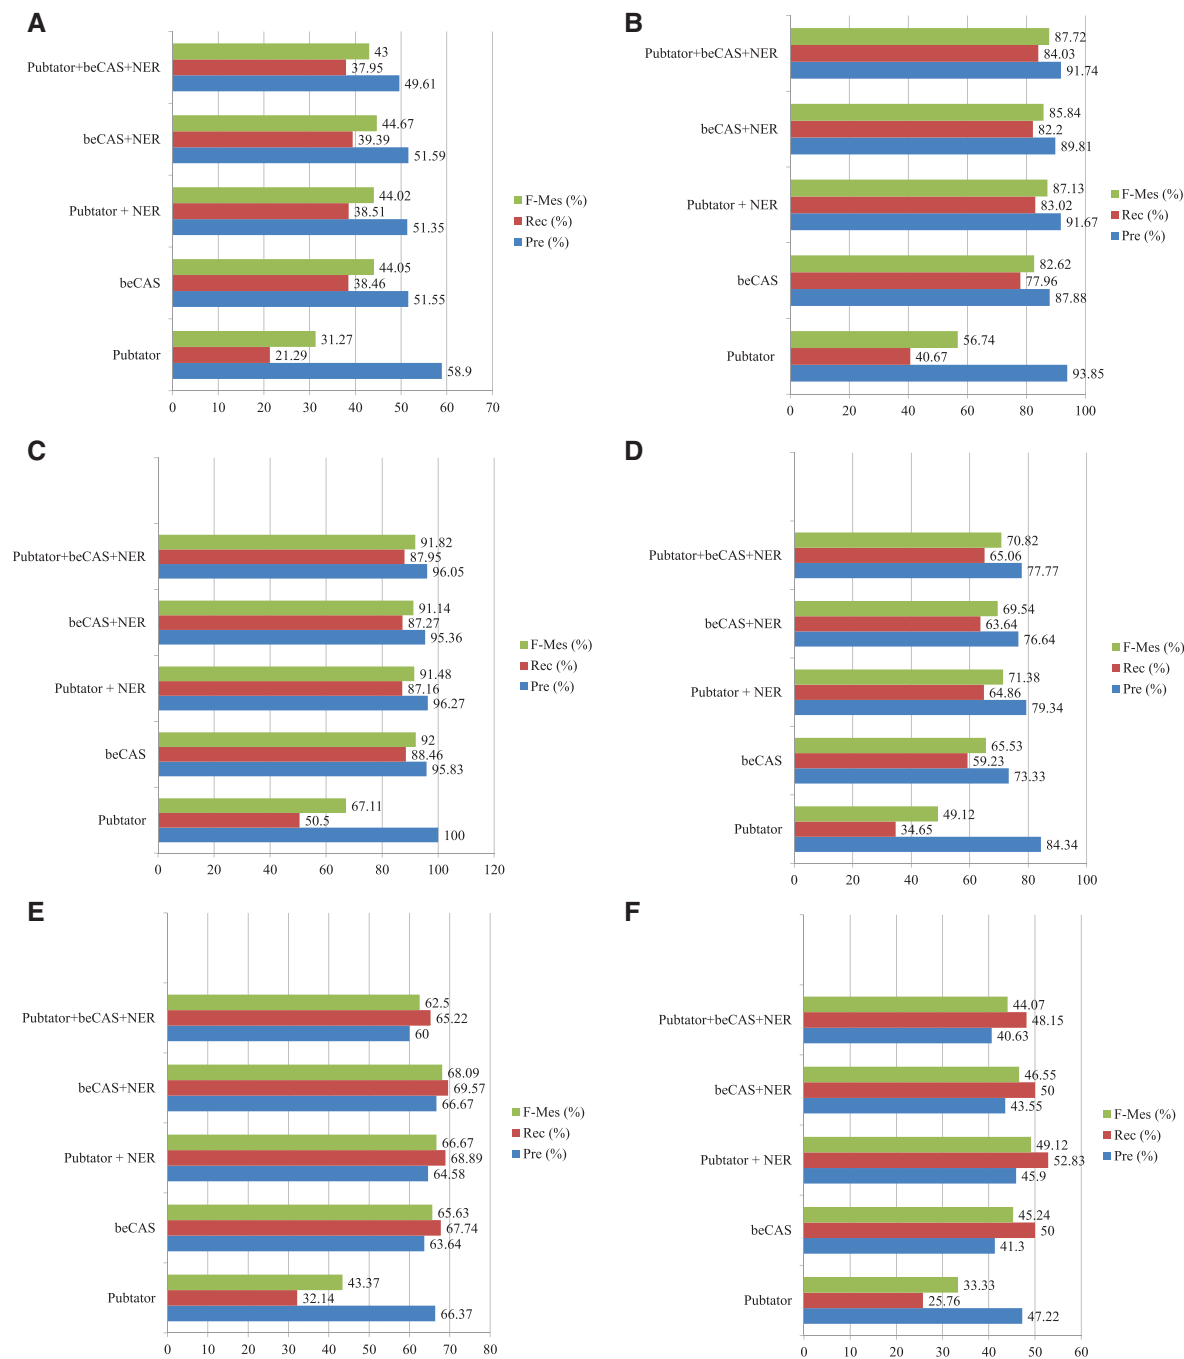 A
Pubtator+beCAS+NER
43
37.95
49.61
beCAS+NER
44.67
39.39
51.59
Pubtator + NER
44.02
38.51
51.35
beCAS
44.05
38.46
51.55
Pubtator
31.27
21.29
58.9
0 10 20 30 40 50 60 70
F-Mes (%)
Rec (%)
Pre (%)
B
Pubtator+beCAS+NER
87.72
84.03
91.74
beCAS+NER
85.84
82.2
89.81
Pubtator + NER
87.13
83.02
91.67
beCAS
82.62
77.96
87.88
Pubtator
56.74
40.67
93.85
0 20 40 60 80 100
F-Mes (%)
Rec (%)
Pre (%)
C
Pubtator+beCAS+NER
91.82
87.95
96.05
beCAS+NER
91.14
87.27
95.36
Pubtator + NER
91.48
87.16
96.27
beCAS
92
88.46
95.83
Pubtator
67.11
50.5
100
0 20 40 60 80 100 120
F-Mes (%)
Rec (%)
Pre (%)
D
Pubtator+beCAS+NER
70.82
65.06
77.77
beCAS+NER
69.54
63.64
76.64
Pubtator + NER
71.38
64.86
79.34
beCAS
65.53
59.23
73.33
Pubtator
49.12
34.65
84.34
0 20 40 60 80 100
F-Mes (%)
Rec (%)
Pre (%)
E
Pubtator+beCAS+NER
62.5
65.22
60
beCAS+NER
68.09
69.57
66.67
Pubtator + NER
66.67
68.89
64.58
beCAS
65.63
67.74
63.64
Pubtator
43.37
32.14
66.37
0 10 20 30 40 50 60 70 80
F-Mes (%)
Rec (%)
Pre (%)
F
Pubtator+beCAS+NER
44.07
48.15
40.63
beCAS+NER
46.55
50
43.55
Pubtator + NER
49.12
52.83
45.9
beCAS
45.24
50
41.3
Pubtator
33.33
25.76
47.22
0 10 20 30 40 50 60
F-Mes (%)
Rec (%)
Pre (%)